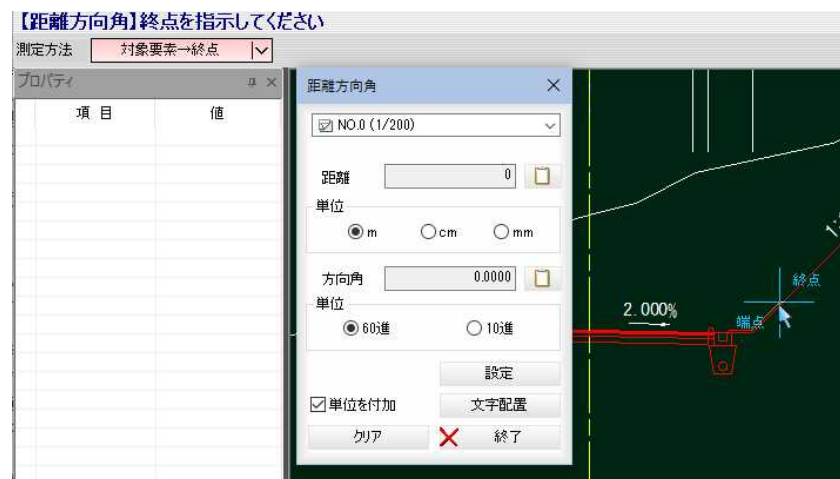 【距離方向角】終点を指示してください
測定方法 対象要素→終点
プロパティ
項目 値
距離方向角
NO.0 (1/200)
距離 0
単位
m cm mm
方向角 0.0000
単位
60進 10進
設定
単位を付加 文字配置
クリア 終了
終点
2.000%
端点